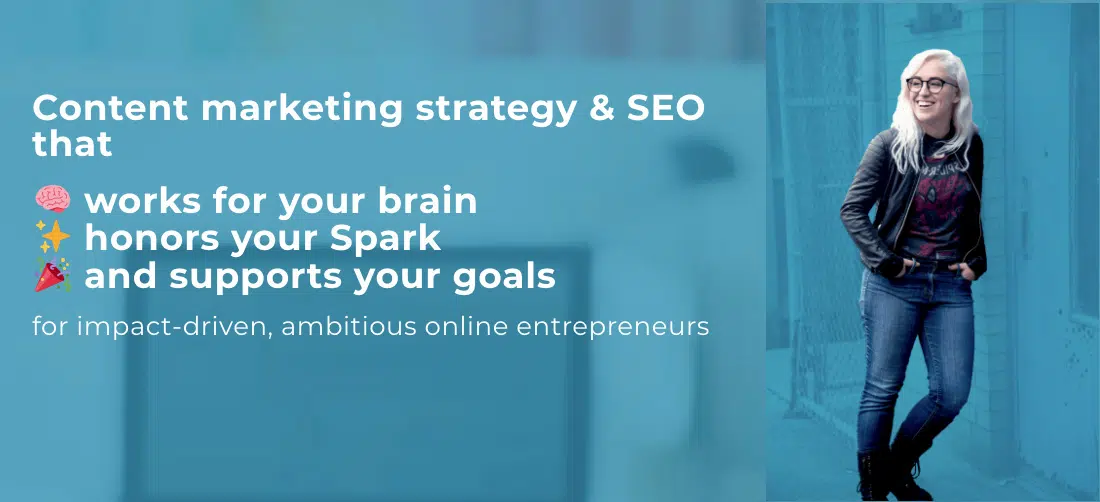 Content marketing strategy & SEO
that
🧠 works for your brain
✨ honors your Spark
🎉 and supports your goals
for impact-driven, ambitious online entrepreneurs